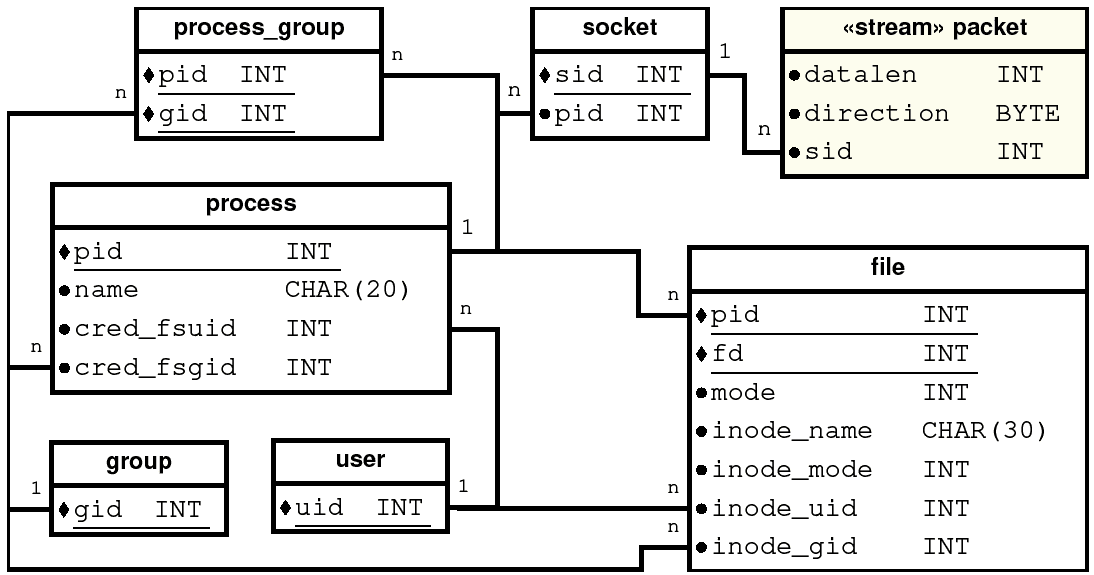 process_group
pid INT
gid INT
n
n
socket
sid INT
pid INT
n
1
n
«stream» packet
datalen INT
direction BYTE
sid INT
process
pid INT
name CHAR(20)
cred_fsuid INT
cred_fsgid INT
1
n
n
file
pid INT
fd INT
mode INT
inode_name CHAR(30)
inode_mode INT
inode_uid INT
inode_gid INT
n
n
n
group
gid INT
1
user
uid INT
1